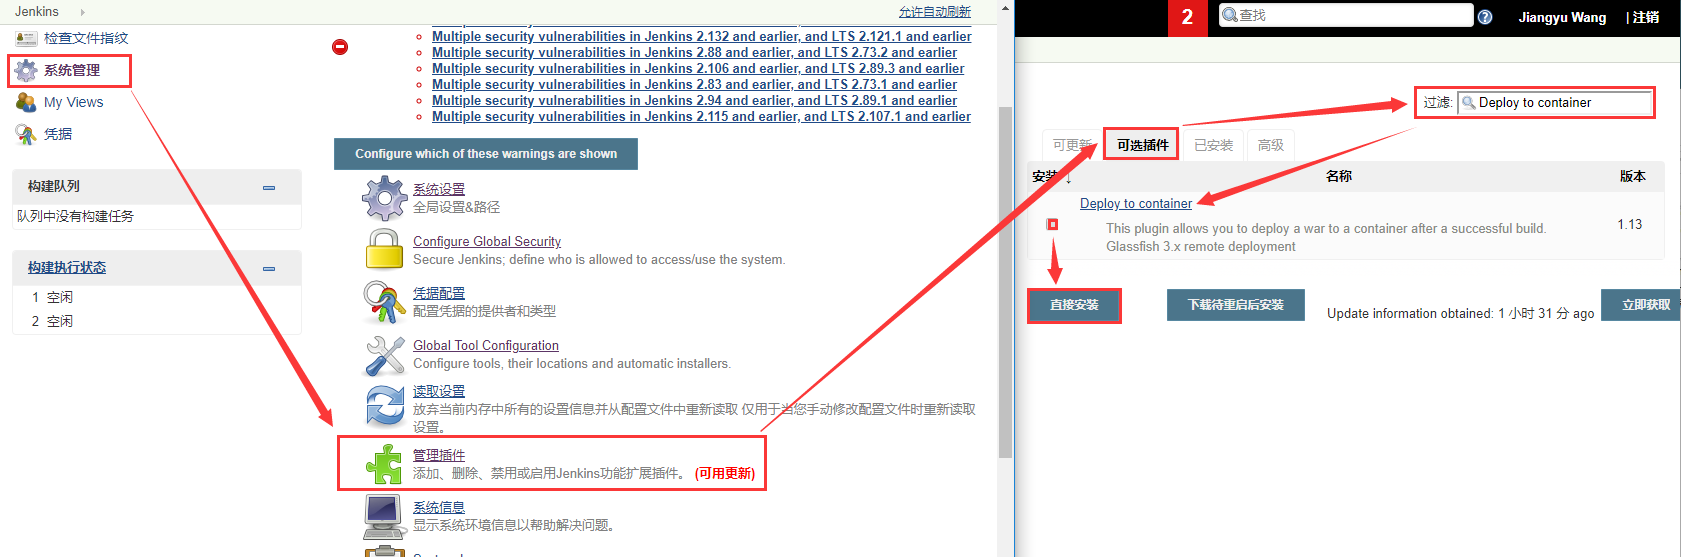 Jenkins
允许自动刷新
检查文件指纹
系统管理
My Views
凭据
构建队列
队列中没有构建任务
构建执行状态
1 空闲
2 空闲
Multiple security vulnerabilities in Jenkins 2.132 and earlier, and LTS 2.121.1 and earlier
Multiple security vulnerabilities in Jenkins 2.88 and earlier, and LTS 2.73.2 and earlier
Multiple security vulnerabilities in Jenkins 2.106 and earlier, and LTS 2.89.3 and earlier
Multiple security vulnerabilities in Jenkins 2.83 and earlier, and LTS 2.73.1 and earlier
Multiple security vulnerabilities in Jenkins 2.94 and earlier, and LTS 2.89.1 and earlier
Multiple security vulnerabilities in Jenkins 2.115 and earlier, and LTS 2.107.1 and earlier
Configure which of these warnings are shown
系统设置
全局设置&路径
Configure Global Security
Secure Jenkins; define who is allowed to access/use the system.
凭据配置
配置凭据的提供者和类型
Global Tool Configuration
Configure tools, their locations and automatic installers.
读取设置
放弃当前内存中所有的设置信息并从配置文件中重新读取 仅用于当您手动修改配置文件时重新读取
设置。
管理插件
添加、删除、禁用或启用Jenkins功能扩展插件。 (可用更新)
系统信息
显示系统环境信息以帮助解决问题。
2 查找 Jiangyu Wang | 注销
过滤: Deploy to container
可更新 可选插件 已安装 高级
安装 ↓ 名称 版本
Deploy to container
This plugin allows you to deploy a war to a container after a successful build.
Glassfish 3.x remote deployment
1.13
直接安装 下载待重启后安装 Update information obtained: 1 小时 31 分 ago 立即获取